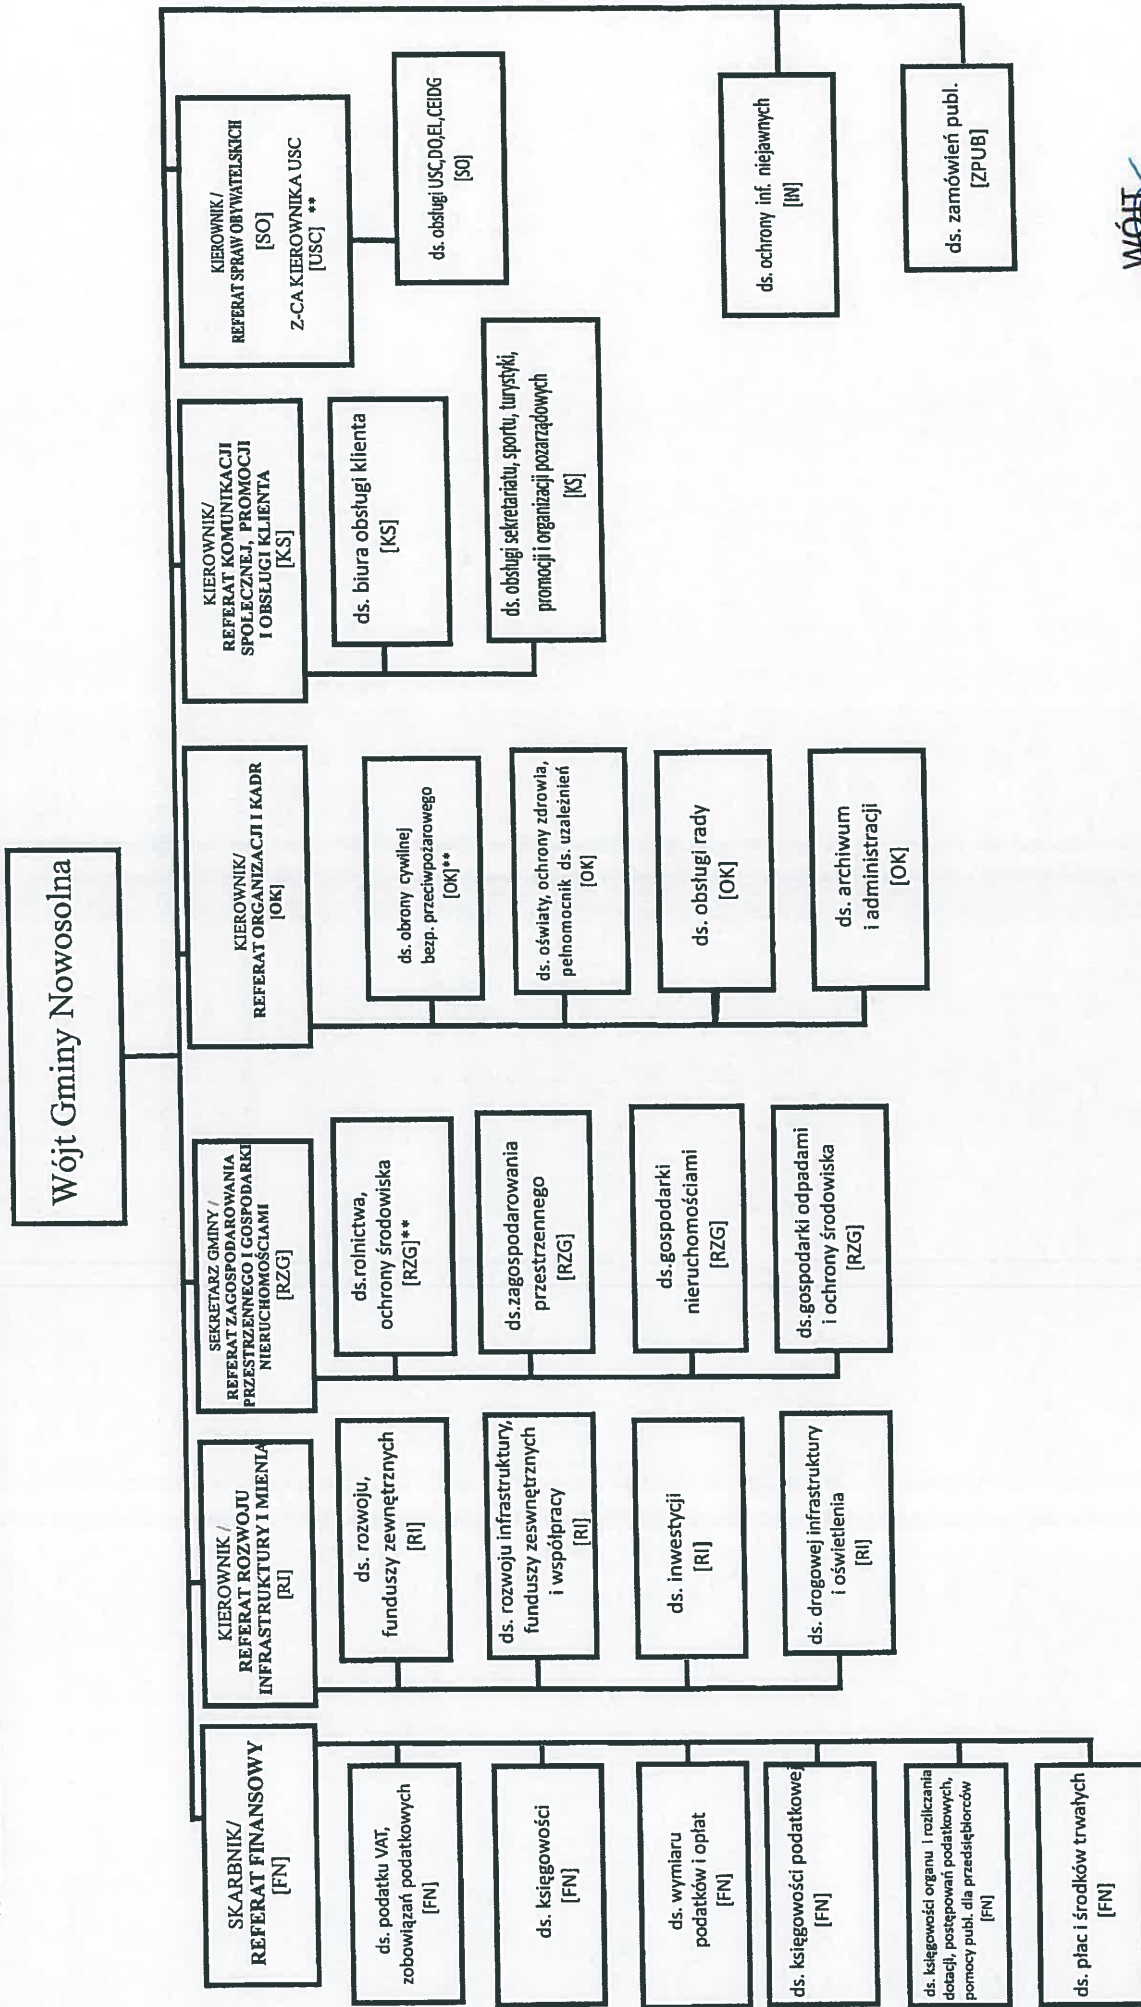 Wójt Gminy Nowosolna
SKARBNIK/
REFERAT FINANSOWY
[FN]
ds. podatku VAT,
zobowiązań podatkowych
[FN]
ds. księgowości
[FN]
ds. wymiaru
podatków i opłat
[FN]
ds. księgowości podatkowej
[FN]
ds. księgowości organu i rozliczania
dotacji, postępowań podatkowych,
pomocy publ. dla przedsiębiorców
[FN]
ds. płac i środków trwałych
[FN]
KIEROWNIK /
REFERAT ROZWOJU
INFRASTRUKTURY I MIENIA
[RI]
ds. rozwoju,
funduszy zewnętrznych
[RI]
ds. rozwoju infrastruktury,
funduszy zeswnętrznych
i współpracy
[RI]
ds. inwestycji
[RI]
ds. drogowej infrastruktury
i oświetlenia
[RI]
SEKRETARZ GMINY /
REFERAT ZAGOSPODAROWANIA
PRZESTRZENNEGO I GOSPODARKI
NIERUCHOMOŚCIAMI
[RZG]
ds.rolnictwa,
ochrony środowiska
[RZG]**
ds.zagospodarowania
przestrzennego
[RZG]
ds.gospodarki
nieruchomościami
[RZG]
ds.gospodarki odpadami
i ochrony środowiska
[RZG]
KIEROWNIK/
REFERAT ORGANIZACJI I KADR
[OK]
ds. obrony cywilnej
bezp. przeciwpożarowego
[OK]**
ds. oświaty, ochrony zdrowia,
pełnomocnik ds. uzależnień
[OK]
ds. obsługi rady
[OK]
ds. archiwum
i administracji
[OK]
KIEROWNIK/
REFERAT KOMUNIKACJI
SPOŁECZNEJ, PROMOCJI
I OBSŁUGI KLIENTA
[KS]
ds. biura obsługi klienta
[KS]
ds. obsługi sekretariatu, sportu, turystyki,
promocji i organizacji pozarządowych
[KS]
KIEROWNIK /
REFERAT SPRAW OBYWATELSKICH
[SO]
Z-CA KIEROWNIKA USC
[USC] **
ds. obsługi USC,DO,EL,CEIDG
[SO]
ds. ochrony inf. niejawnych
[IN]
ds. zamówień publ.
[ZPUB]
WÓJT